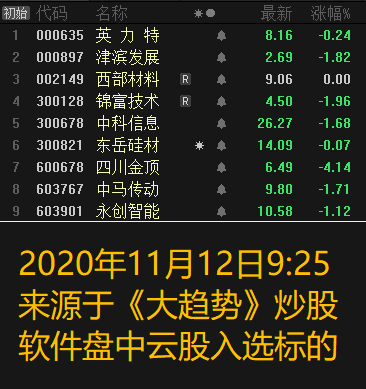 初始 代码 名称 最新 涨幅%
1 000635 英 力 特 8.16 -0.24
2 000897 津滨发展 2.69 -1.82
3 002149 西部材料 R 9.06 0.00
4 300128 锦富技术 R 4.50 -1.96
5 300678 中科信息 26.27 -1.68
6 300821 东岳硅材 14.09 -0.07
7 600678 四川金顶 6.49 -4.14
8 603767 中马传动 9.80 -1.71
9 603901 永创智能 10.58 -1.12
2020年11月12日9:25
来源于《大趋势》炒股
软件盘中云股入选标的